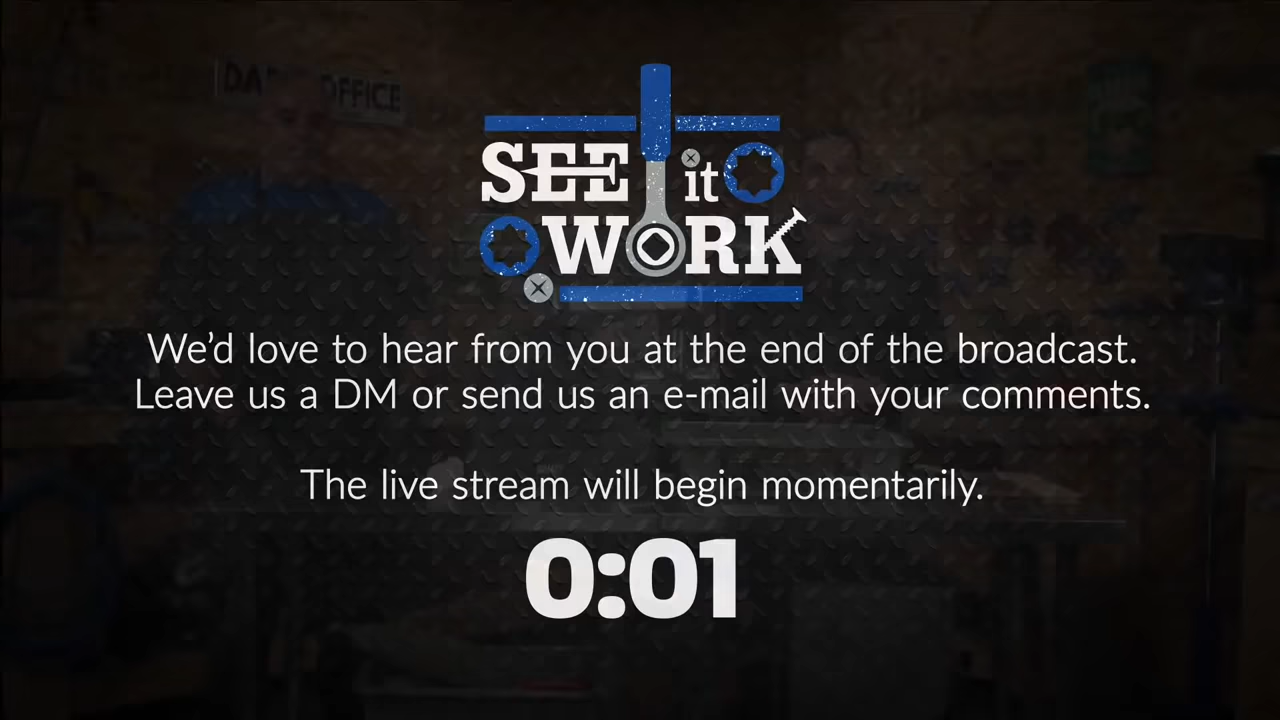 SEE it
WORK
We'd love to hear from you at the end of the broadcast.
Leave us a DM or send us an e-mail with your comments.
The live stream will begin momentarily.
0:01
OFFICE